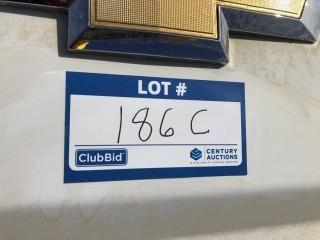 LOT #
186 C
ClubBid
CENTURY
AUCTIONS